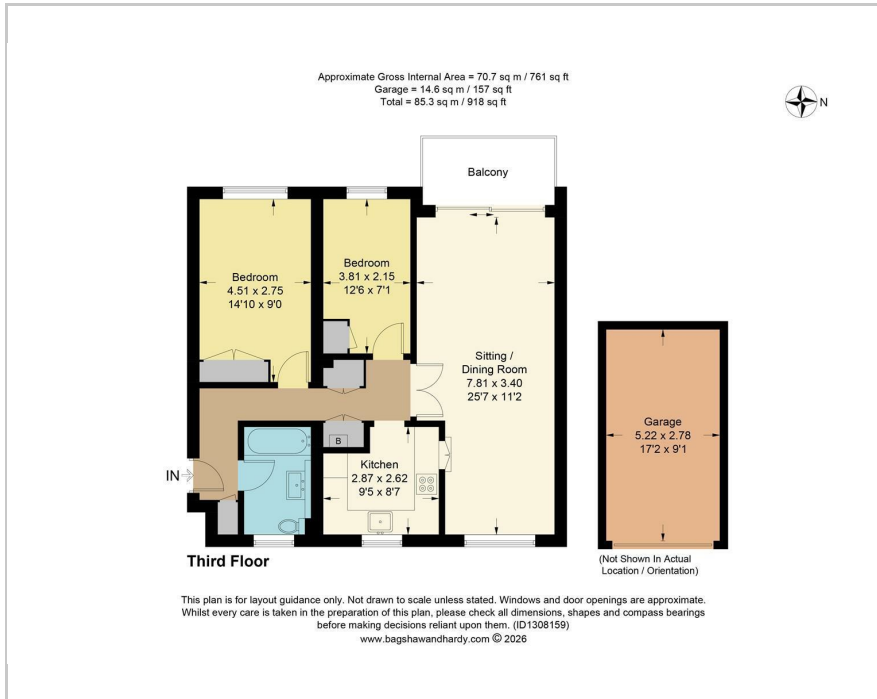 Approximate Gross Internal Area = 70.7 sq m / 761 sq ft
Garage = 14.6 sq m / 157 sq ft
Total = 85.3 sq m / 918 sq ft
N
Balcony
Bedroom
4.51 x 2.75
14'10 x 9'0
Bedroom
3.81 x 2.15
12'6 x 7'1
Sitting /
Dining Room
7.81 x 3.40
25'7 x 11'2
Garage
5.22 x 2.78
17'2 x 9'1
B
Kitchen
2.87 x 2.62
9'5 x 8'7
IN
Third Floor
(Not Shown In Actual
Location / Orientation)
This plan is for layout guidance only. Not drawn to scale unless stated. Windows and door openings are approximate.
Whilst every care is taken in the preparation of this plan, please check all dimensions, shapes and compass bearings
before making decisions reliant upon them. (ID1308159)
www.bagshawandhardy.com © 2026